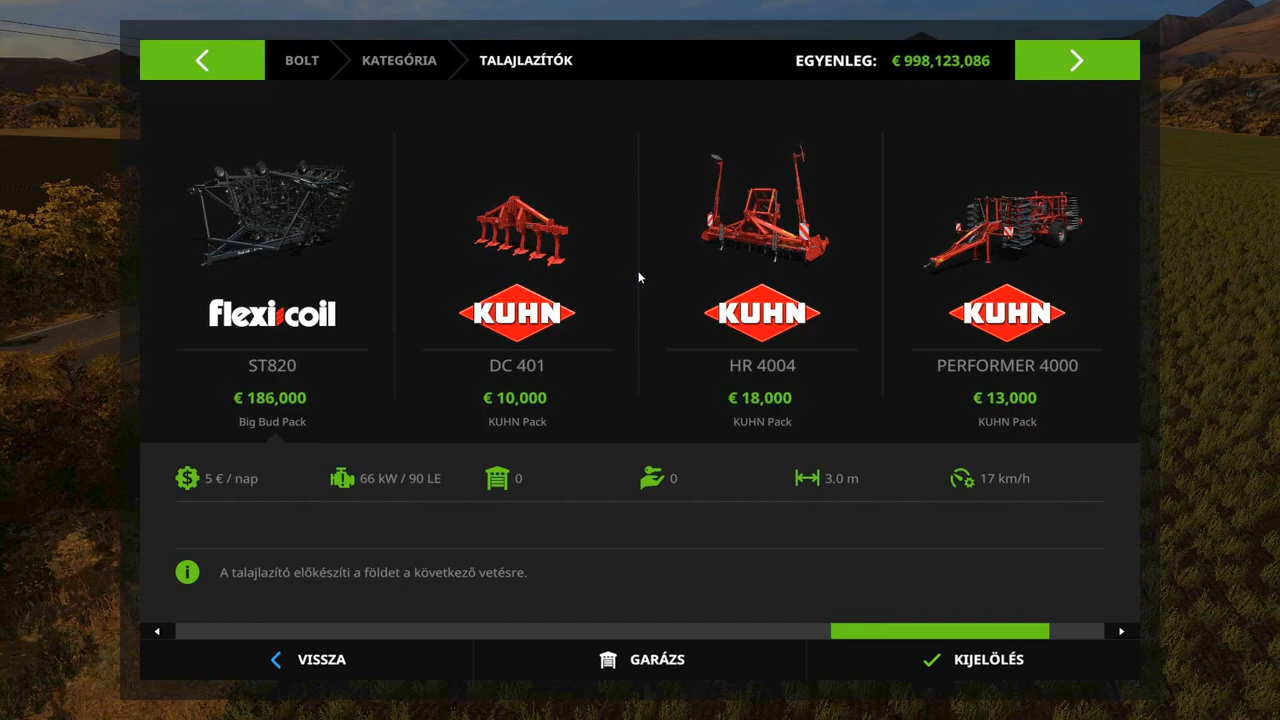 BOLT KATEGÓRIA TALAJLAZÍTÓK EGYENLEG: € 998,123,086
flexi-coil KUHN KUHN KUHN
ST820 DC 401 HR 4004 PERFORMER 4000
€ 186,000 € 10,000 € 18,000 € 13,000
Big Bud Pack KUHN Pack KUHN Pack KUHN Pack
5 € / nap 66 kW / 90 LE 0 0 3.0 m 17 km/h
A talajlazító előkészíti a földet a következő vetésre.
VISSZA GARÁZS KIJELÖLÉS